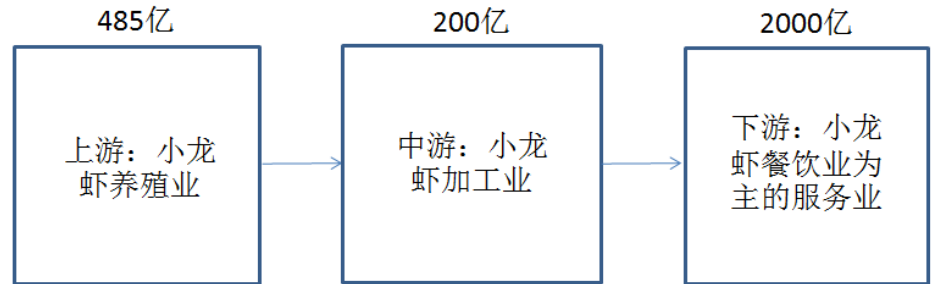 485亿
200亿
2000亿
上游：小龙
虾养殖业
中游：小龙
虾加工业
下游：小龙
虾餐饮业为
主的服务业